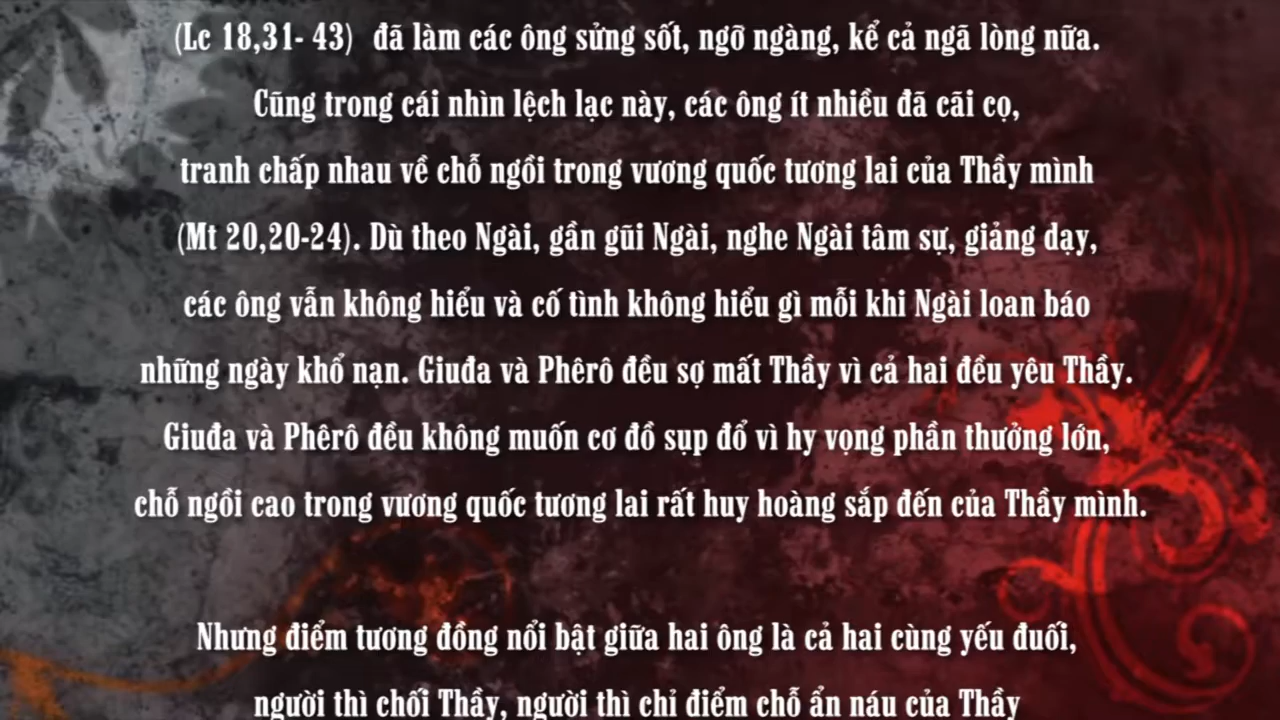 (Lc 18,31- 43) đã làm các ông sửng sốt, ngỡ ngàng, kể cả ngã lòng nữa.
Cũng trong cái nhìn lệch lạc này, các ông ít nhiều đã cãi cọ,
tranh chấp nhau về chỗ ngồi trong vương quốc tương lai của Thầy mình
(Mt 20,20-24). Dù theo Ngài, gần gũi Ngài, nghe Ngài tâm sự, giảng dạy,
các ông vẫn không hiểu và cố tình không hiểu gì mỗi khi Ngài loan báo
những ngày khổ nạn. Giuđa và Phêrô đều sợ mất Thầy vì cả hai đều yêu Thầy.
Giuđa và Phêrô đều không muốn cơ đồ sụp đổ vì hy vọng phần thưởng lớn,
chỗ ngồi cao trong vương quốc tương lai rất huy hoàng sắp đến của Thầy mình.
Nhưng điểm tương đồng nổi bật giữa hai ông là cả hai cùng yếu đuối,
người thì chối Thầy, người thì chỉ điểm chỗ ẩn náu của Thầy